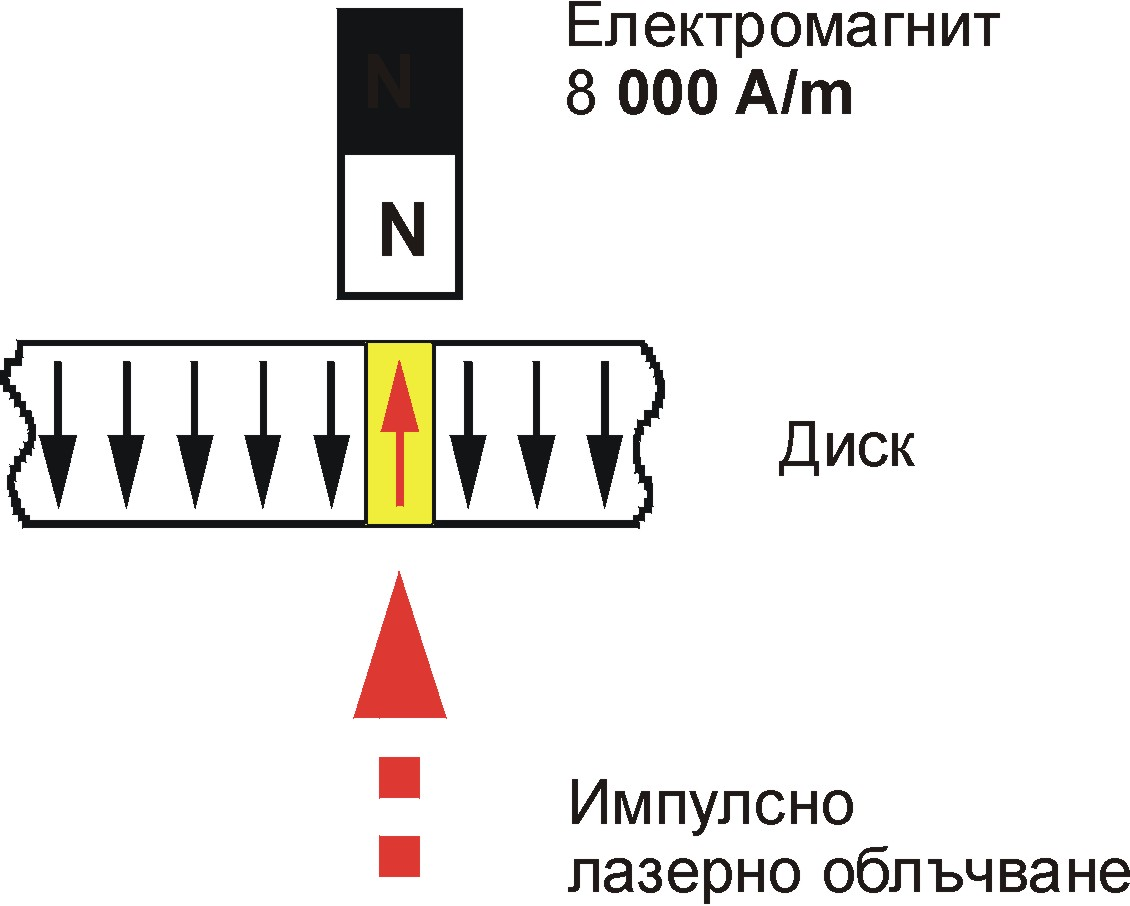 Електромагнит
8 000 A/m
N
N
Диск
Импулсно
лазерно облъчване